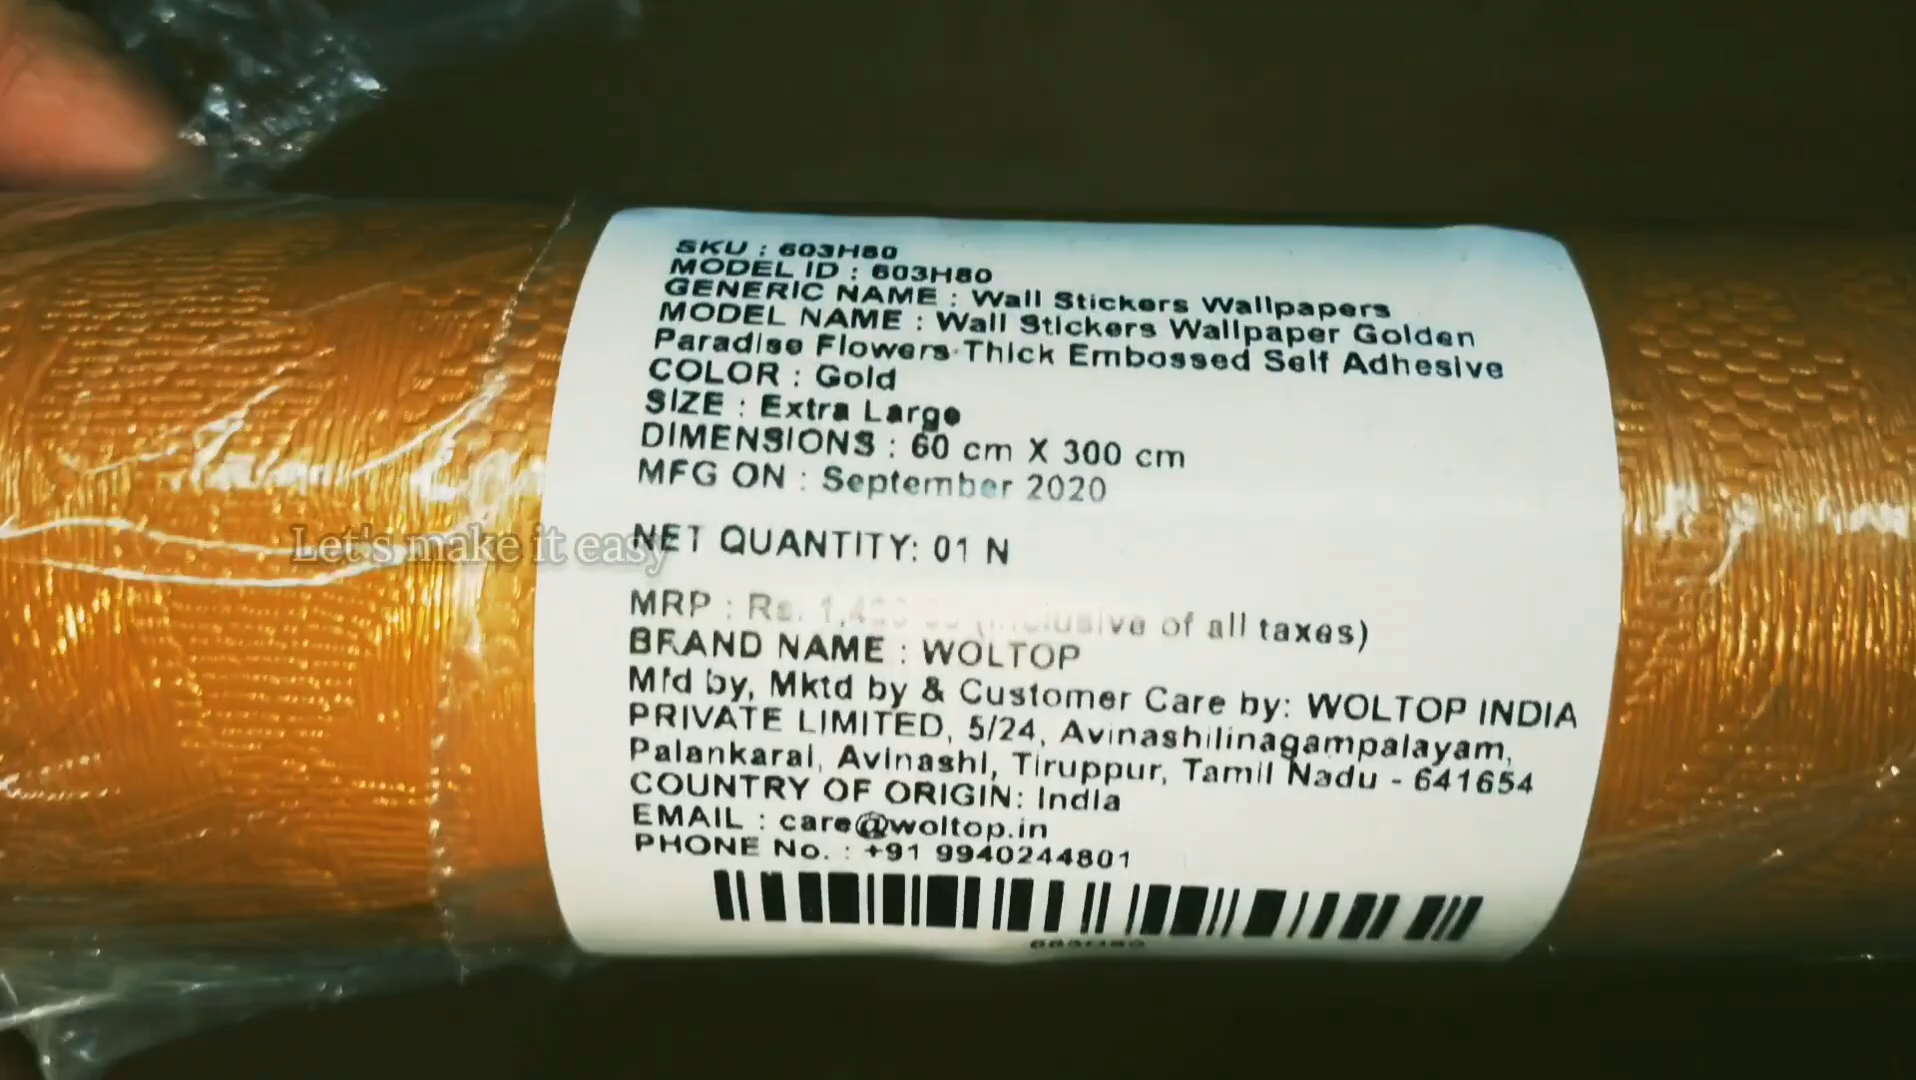 SKU : 603H80
MODEL ID : 603H80
GENERIC NAME : Wall Stickers Wallpapers
MODEL NAME : Wall Stickers Wallpaper Golden
Paradise Flowers Thick Embossed Self Adhesive
COLOR : Gold
SIZE : Extra Large
DIMENSIONS : 60 cm X 300 cm
MFG ON : September 2020
Let's make it easy
NET QUANTITY: 01 N
MRP : Rs. of all taxes)
BRAND NAME : WOLTOP
Mfd by, Mktd by & Customer Care by: WOLTOP INDIA
PRIVATE LIMITED, 5/24, Avinashilinagampalayam,
Palankarai, Avinashi, Tiruppur, Tamil Nadu - 641654
COUNTRY OF ORIGIN: India
EMAIL : care@woltop.in
PHONE No. : +91 9940244801
603H80